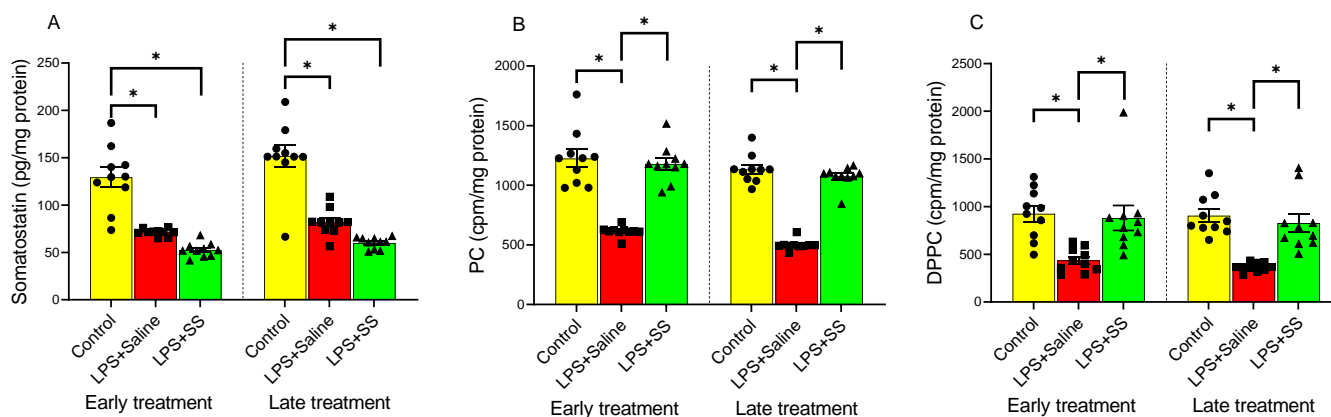 A
Somatostatin (pg/mg protein)
250
200
150
100
50
0
*
*
*
*
Control
LPS+Saline
LPS+SS
Control
LPS+Saline
LPS+SS
Early treatment
Late treatment
B
PC (cpm/mg protein)
2000
1500
1000
500
0
*
*
*
*
Control
LPS+Saline
LPS+SS
Control
LPS+Saline
LPS+SS
Early treatment
Late treatment
C
DPPC (cpm/mg protein)
2500
2000
1500
1000
500
0
*
*
*
*
Control
LPS+Saline
LPS+SS
Control
LPS+Saline
LPS+SS
Early treatment
Late treatment